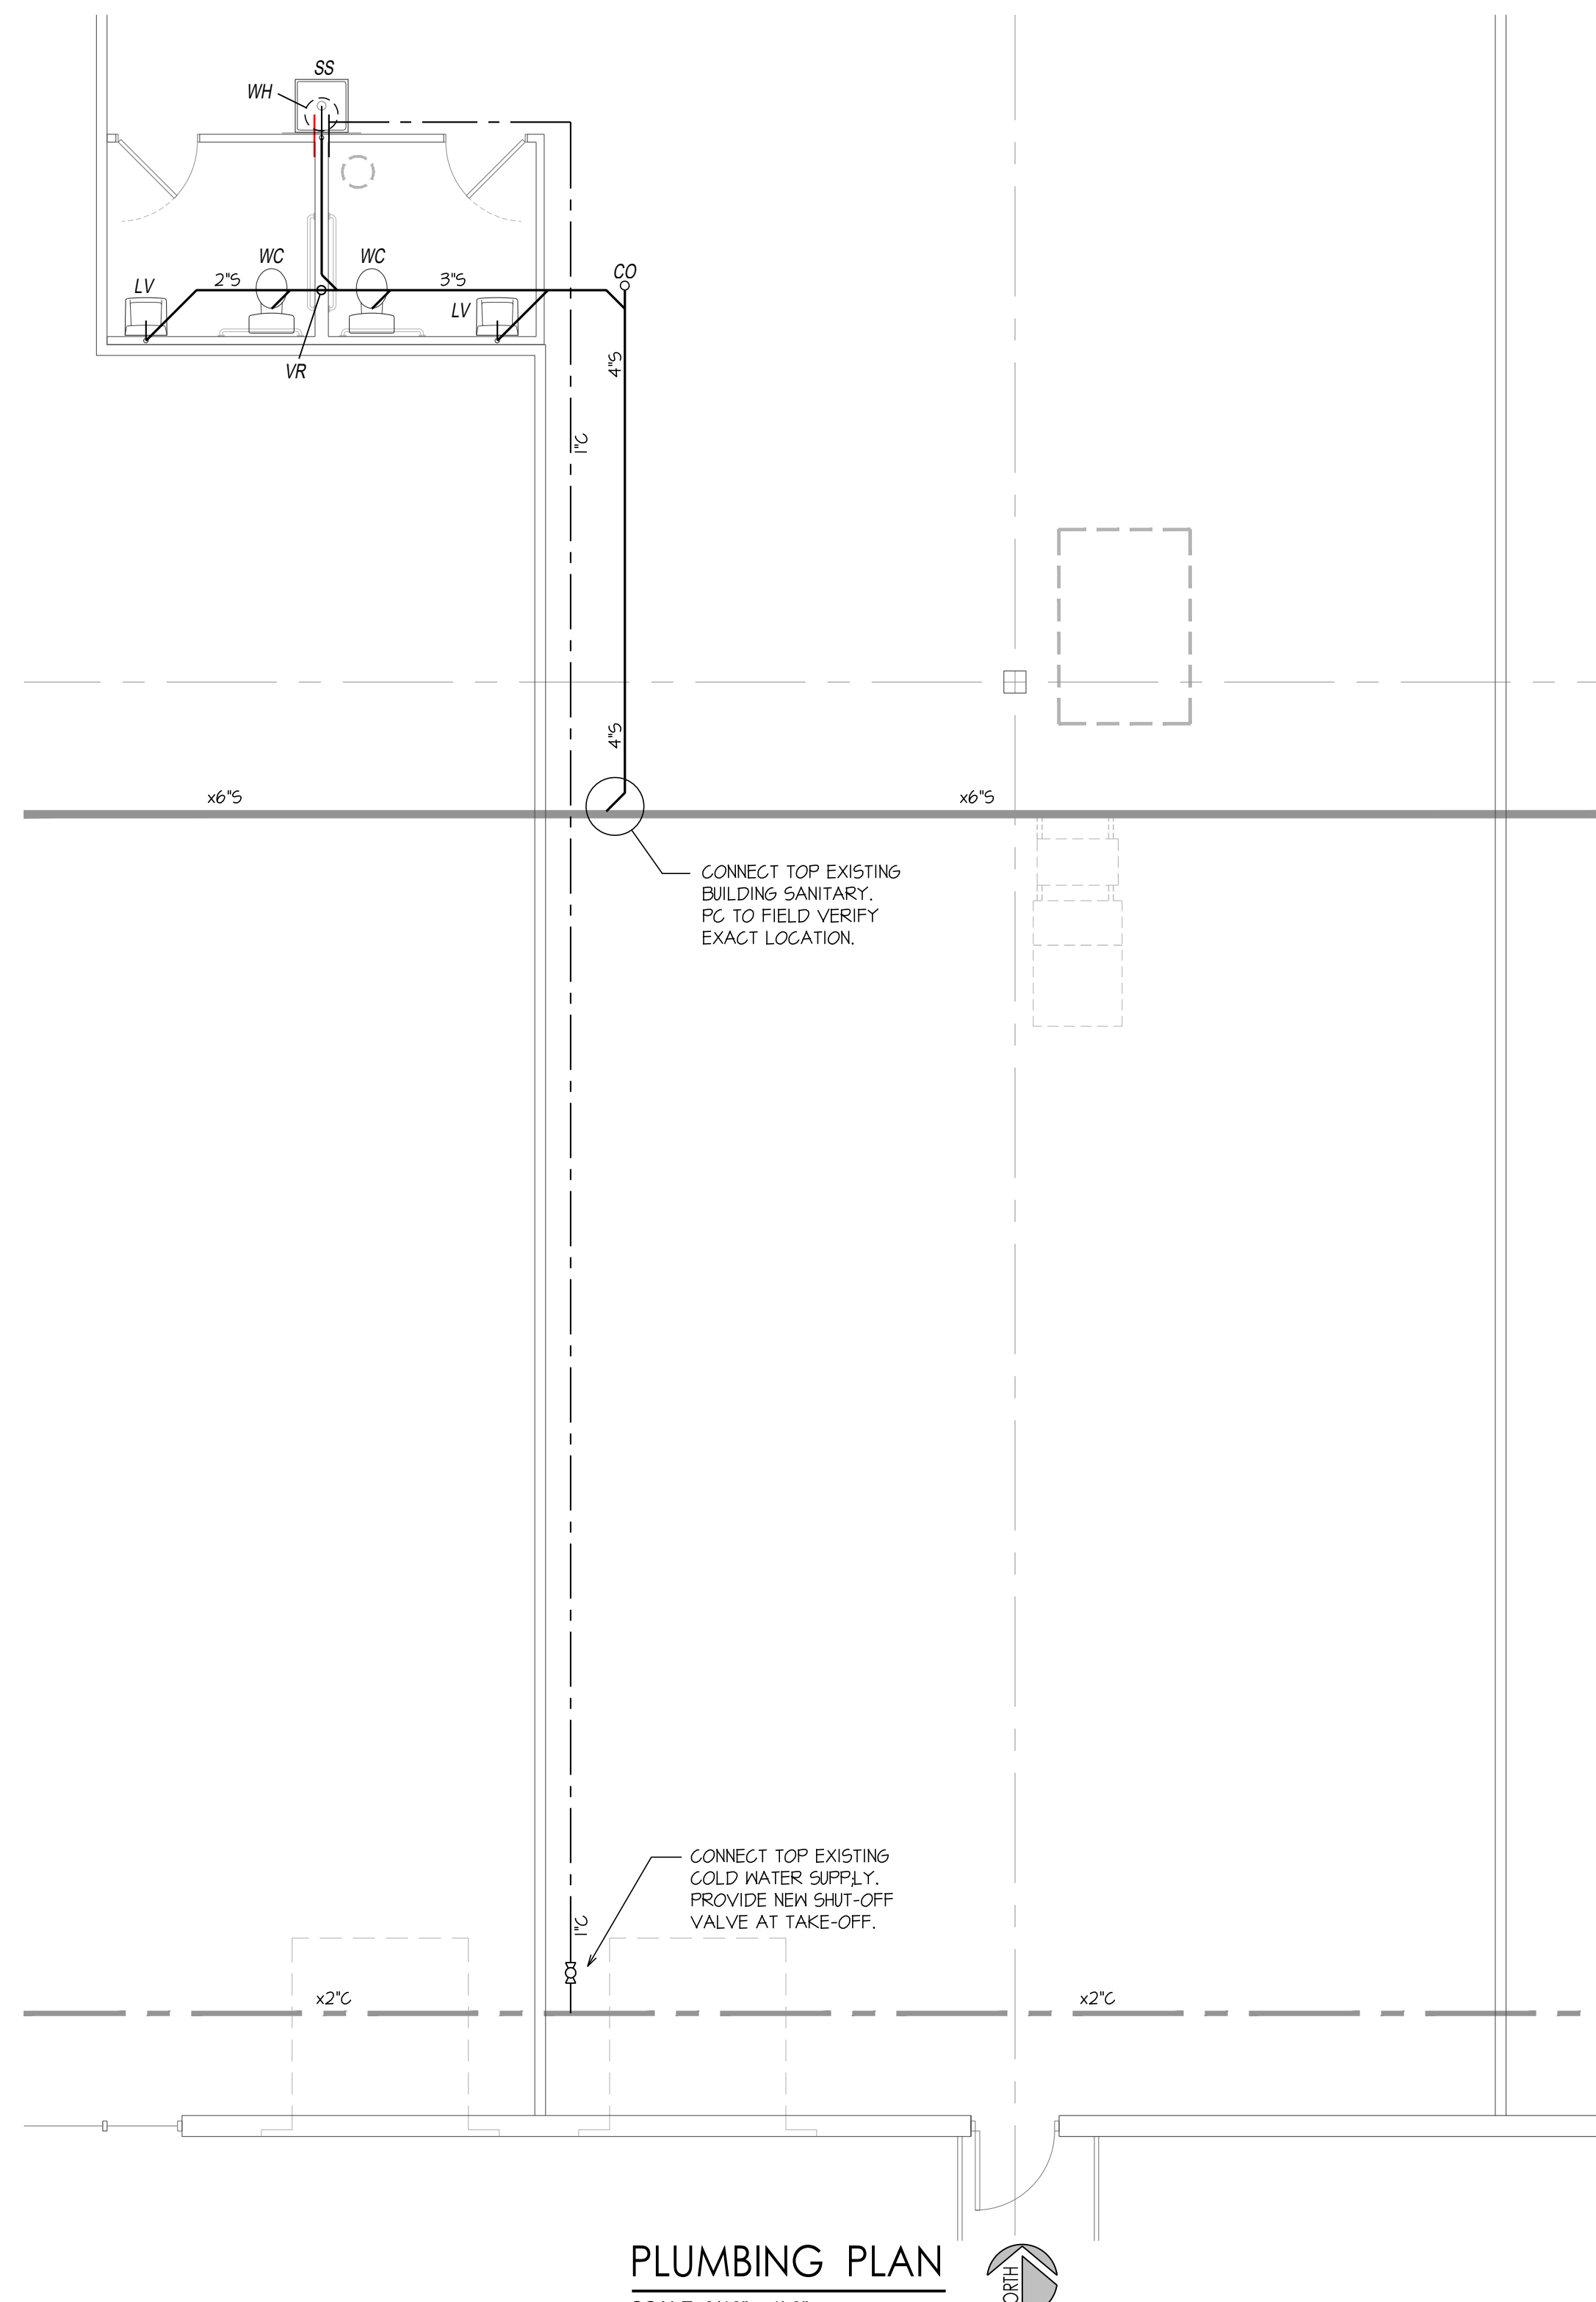 SS
WH
WC
WC
CO
2"S
3"S
LV
LV
VR
4"S
1"C
4"S
x6"S
x6"S
CONNECT TOP EXISTING
BUILDING SANITARY.
PC TO FIELD VERIFY
EXACT LOCATION.
CONNECT TOP EXISTING
COLD WATER SUPP;LY.
PROVIDE NEW SHUT-OFF
VALVE AT TAKE-OFF.
1"C
x2"C
x2"C
PLUMBING PLAN